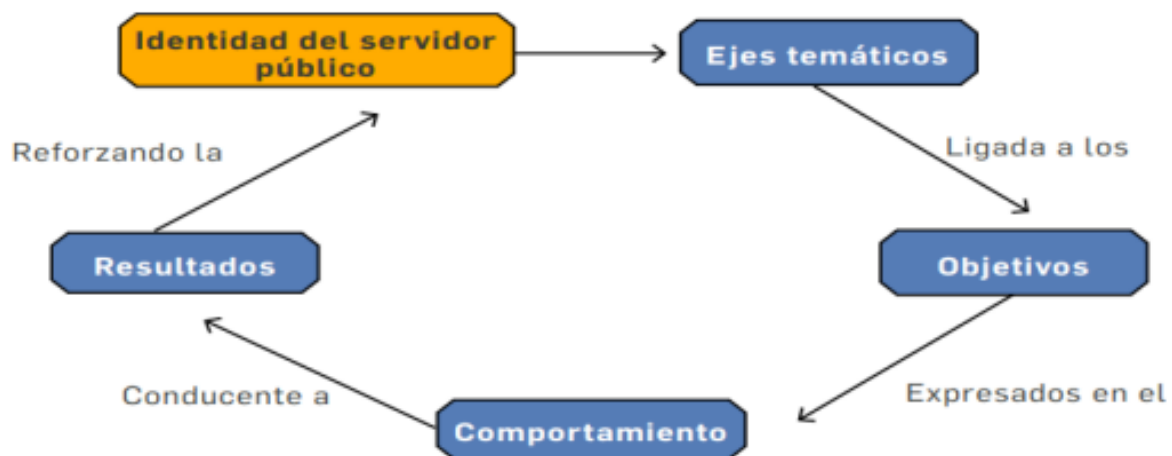 Identidad del servidor
público
Ejes temáticos
Ligada a los
Objetivos
Expresados en el
Comportamiento
Conducente a
Resultados
Reforzando la